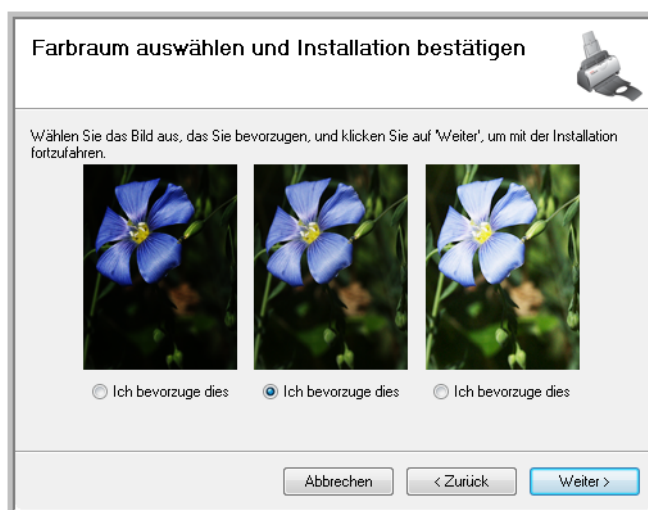 Farbraum auswählen und Installation bestätigen
Wählen Sie das Bild aus, das Sie bevorzugen, und klicken Sie auf 'Weiter', um mit der Installation
fortzufahren.
Ich bevorzuge dies Ich bevorzuge dies Ich bevorzuge dies
Abbrechen < Zurück Weiter >